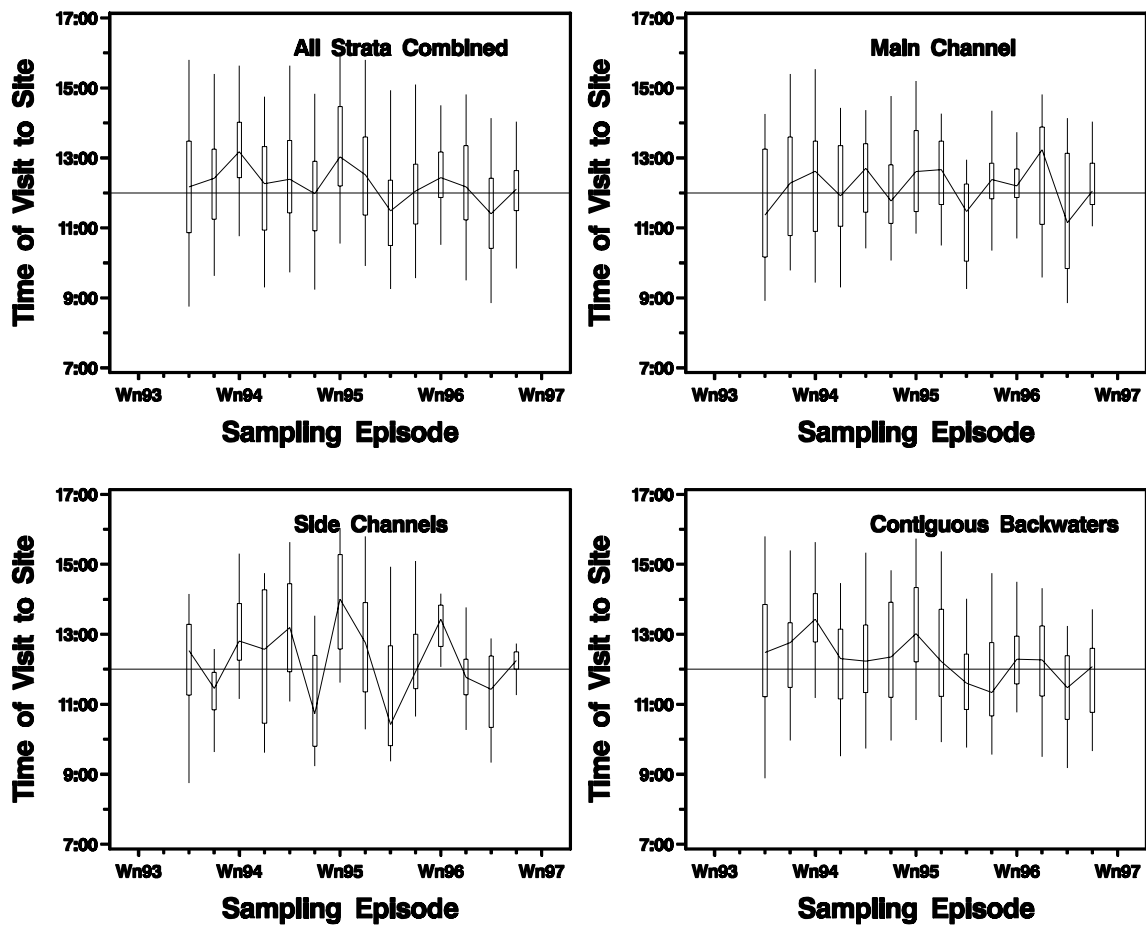 All Strata Combined
Time of Visit to Site
17:00
15:00
13:00
11:00
9:00
7:00
Wn93 Wn94 Wn95 Wn96 Wn97
Sampling Episode
Main Channel
Time of Visit to Site
17:00
15:00
13:00
11:00
9:00
7:00
Wn93 Wn94 Wn95 Wn96 Wn97
Sampling Episode
Side Channels
Time of Visit to Site
17:00
15:00
13:00
11:00
9:00
7:00
Wn93 Wn94 Wn95 Wn96 Wn97
Sampling Episode
Contiguous Backwaters
Time of Visit to Site
17:00
15:00
13:00
11:00
9:00
7:00
Wn93 Wn94 Wn95 Wn96 Wn97
Sampling Episode